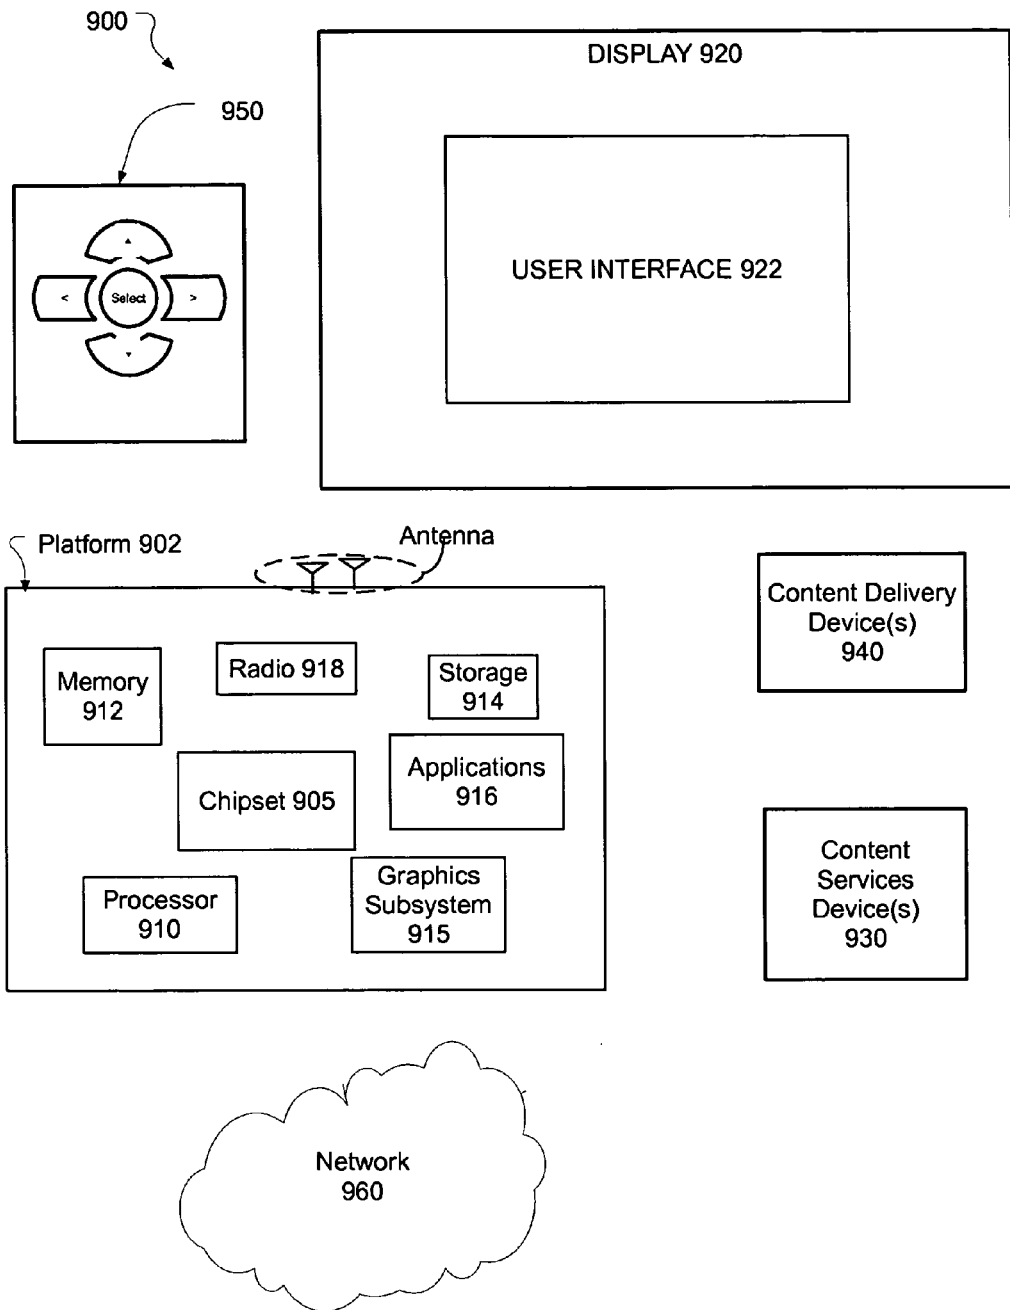 900
DISPLAY 920
950
USER INTERFACE 922
<
Select
>
Platform 902
Antenna
Content Delivery
Device(s)
940
Memory
912
Radio 918
Storage
914
Chipset 905
Applications
916
Processor
910
Graphics
Subsystem
915
Content
Services
Device(s)
930
Network
960